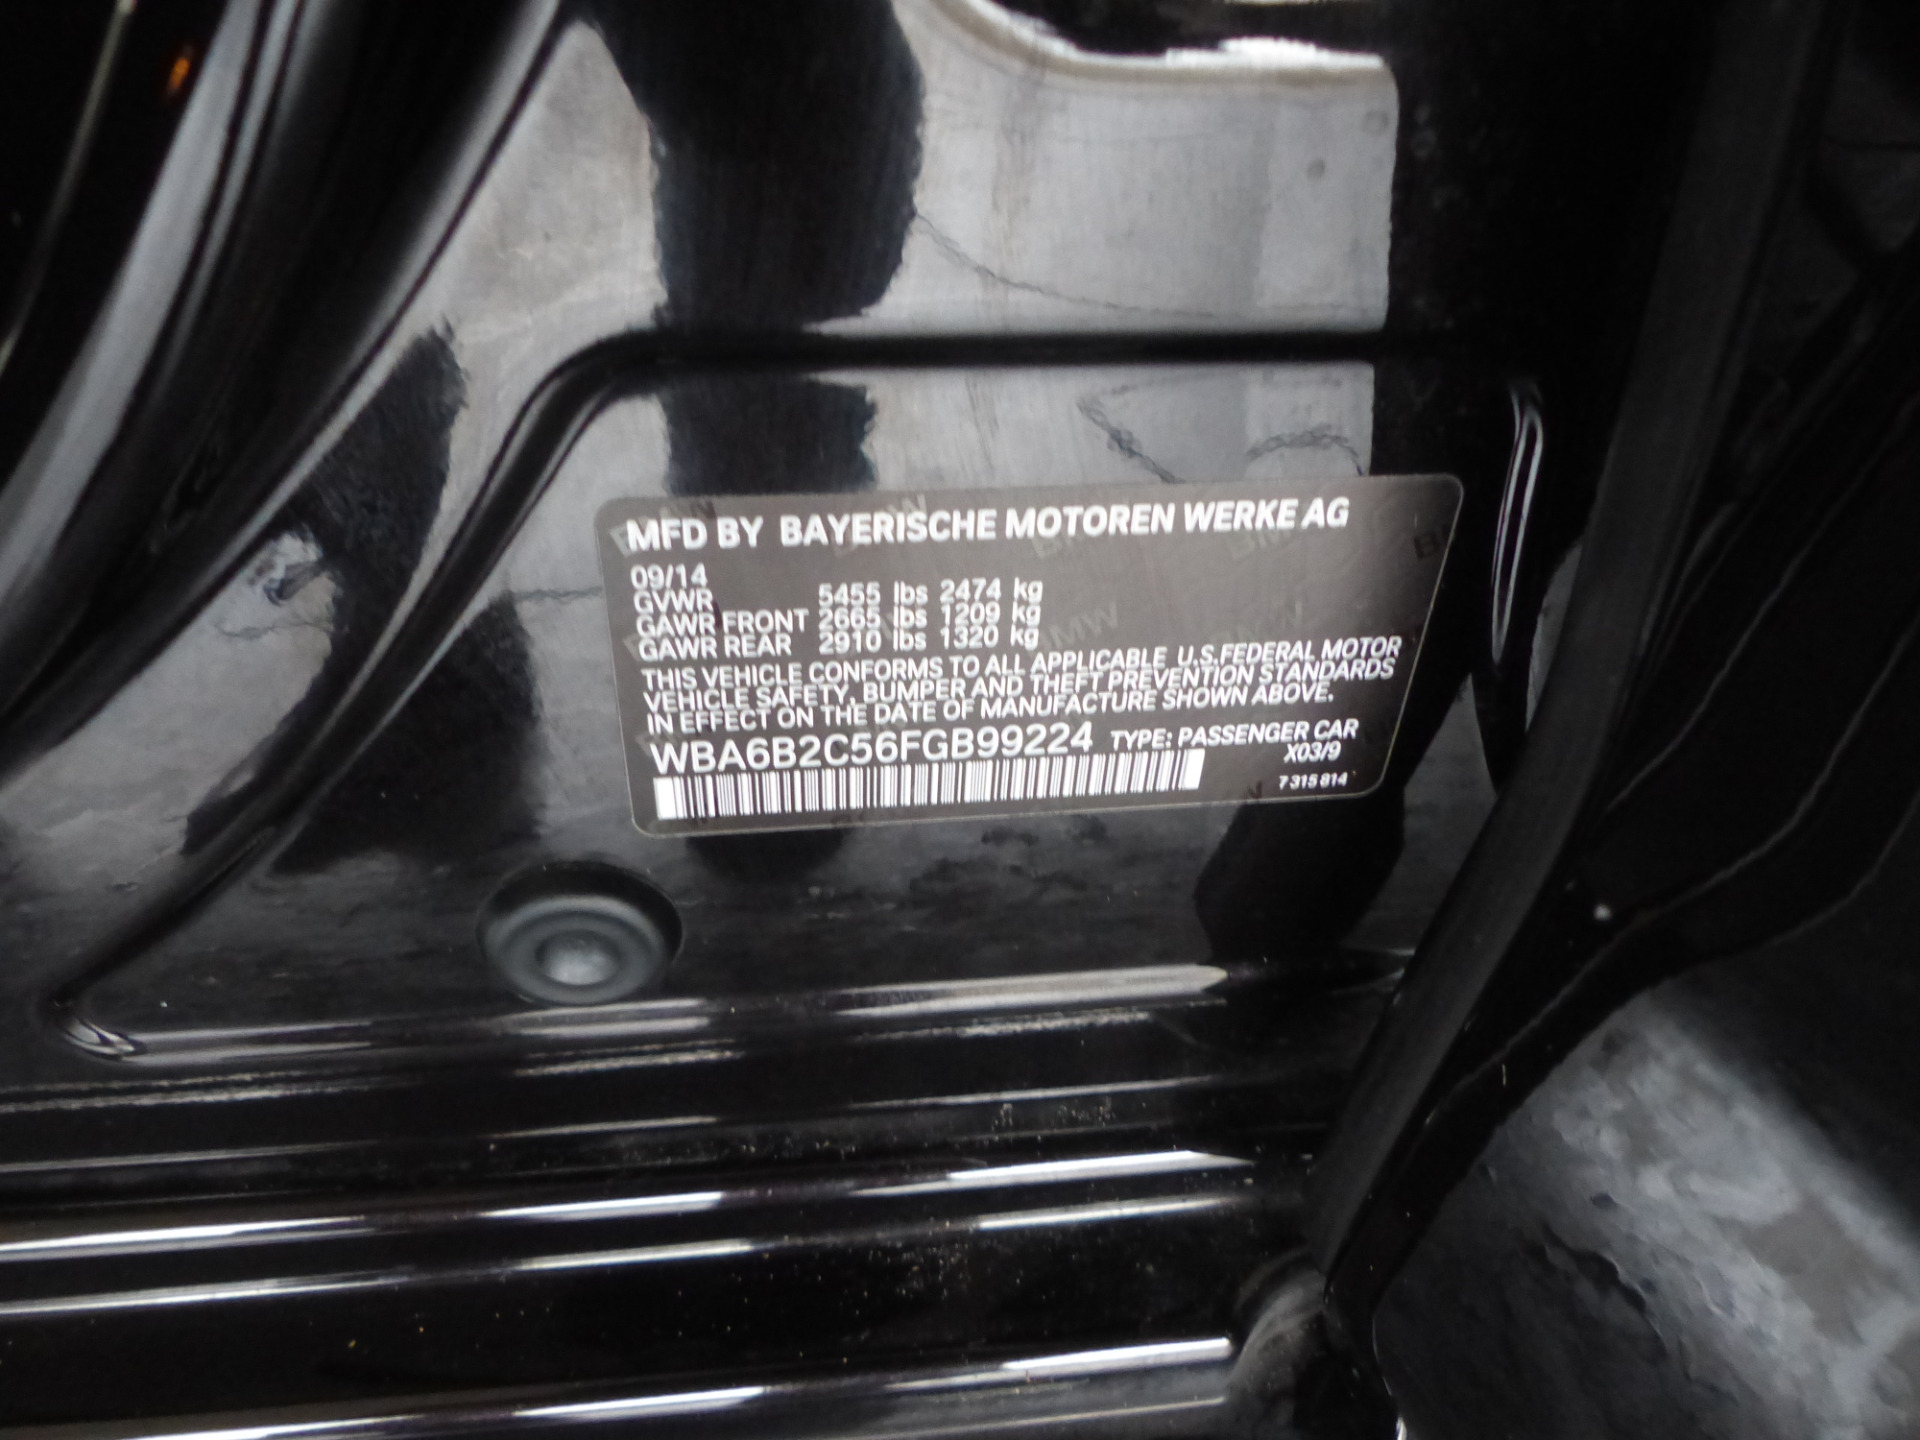 MFD BY BAYERISCHE MOTOREN WERKE AG
09/14
GVWR 5455 lbs 2474 kg
GAWR FRONT 2665 lbs 1209 kg
GAWR REAR 2910 lbs 1320 kg
THIS VEHICLE CONFORMS TO ALL APPLICABLE U.S.FEDERAL MOTOR
VEHICLE SAFETY, BUMPER AND THEFT PREVENTION STANDARDS
IN EFFECT ON THE DATE OF MANUFACTURE SHOWN ABOVE.
WBA6B2C56FGB99224 TYPE: PASSENGER CAR
X03/9
7 315 814